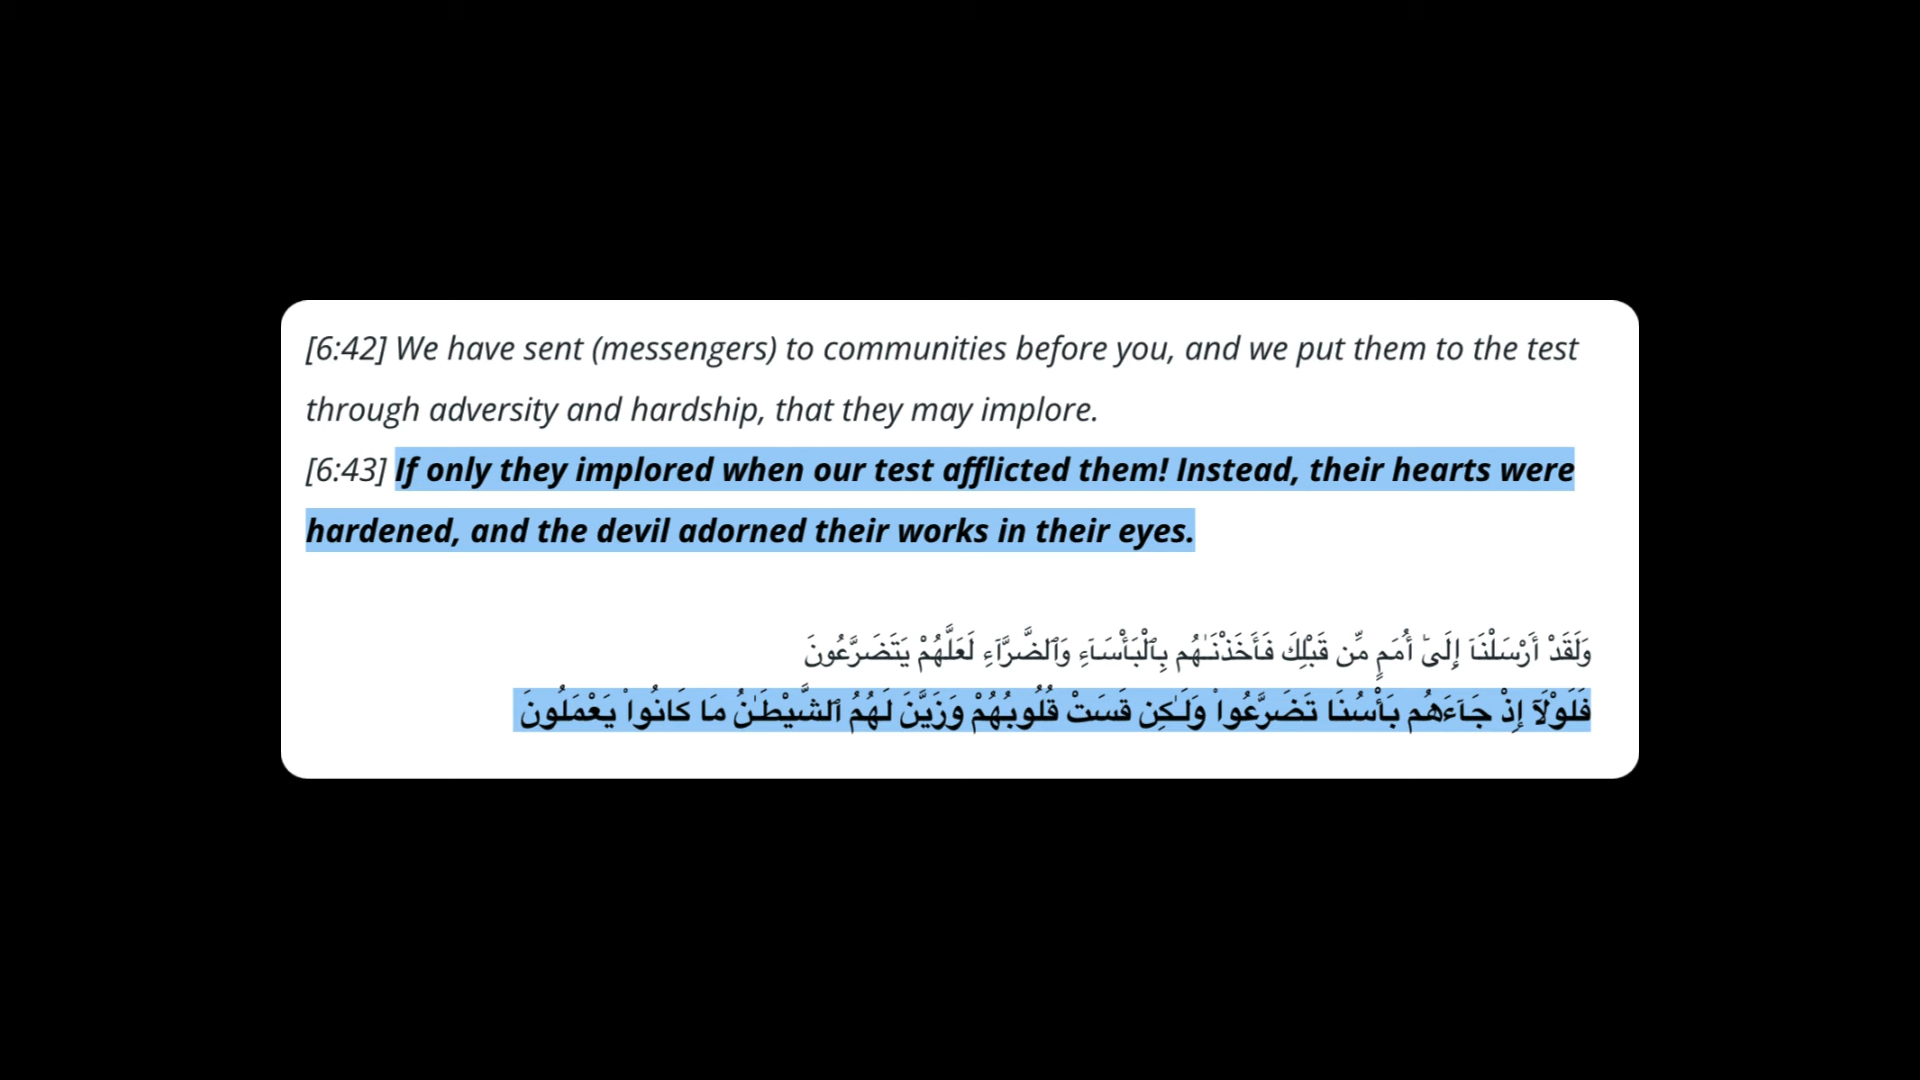 [6:42] We have sent (messengers) to communities before you, and we put them to the test
through adversity and hardship, that they may implore.
[6:43] If only they implored when our test afflicted them! Instead, their hearts were
hardened, and the devil adorned their works in their eyes.
وَلَقَدْ أَرْسَلْنَآ إِلَىٰٓ أُمَمٍ مِّن قَبْلِكَ فَأَخَذْنَـٰهُم بِٱلْبَأْسَآءِ وَٱلضَّرَّآءِ لَعَلَّهُمْ يَتَضَرَّعُونَ
فَلَوْلَآ إِذْ جَآءَهُم بَأْسُنَا تَضَرَّعُوا۟ وَلَـٰكِن قَسَتْ قُلُوبُهُمْ وَزَيَّنَ لَهُمُ ٱلشَّيْطَـٰنُ مَا كَانُوا۟ يَعْمَلُونَ